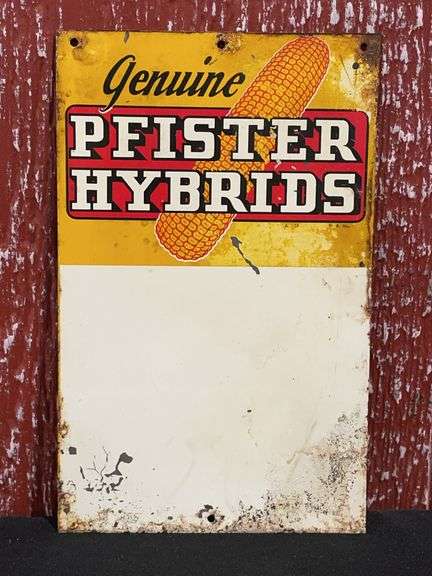 Genuine
PFISTER
HYBRIDS